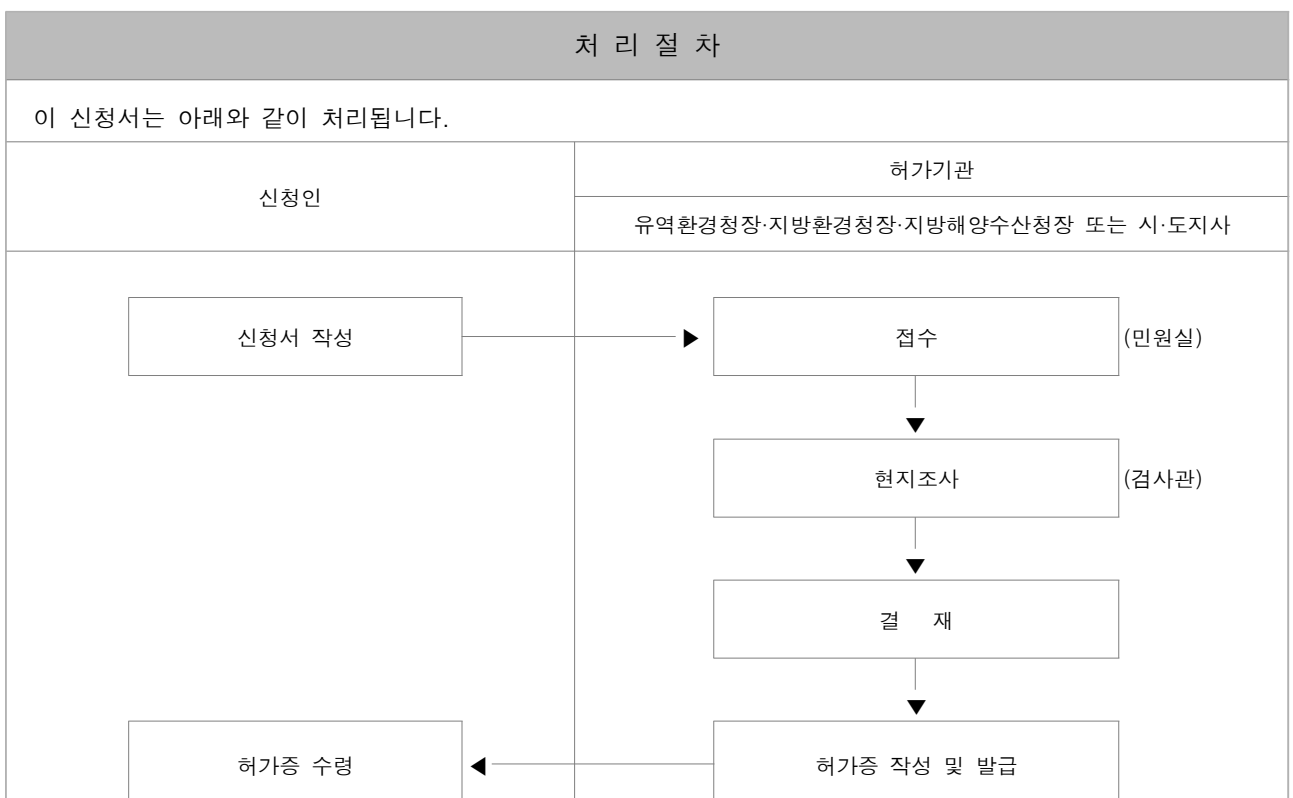 처 리 절 차
이 신청서는 아래와 같이 처리됩니다.
신청인
허가기관
유역환경청장·지방환경청장·지방해양수산청장 또는 시·도지사
신청서 작성
접수
(민원실)
현지조사
(검사관)
결 재
허가증 수령
허가증 작성 및 발급